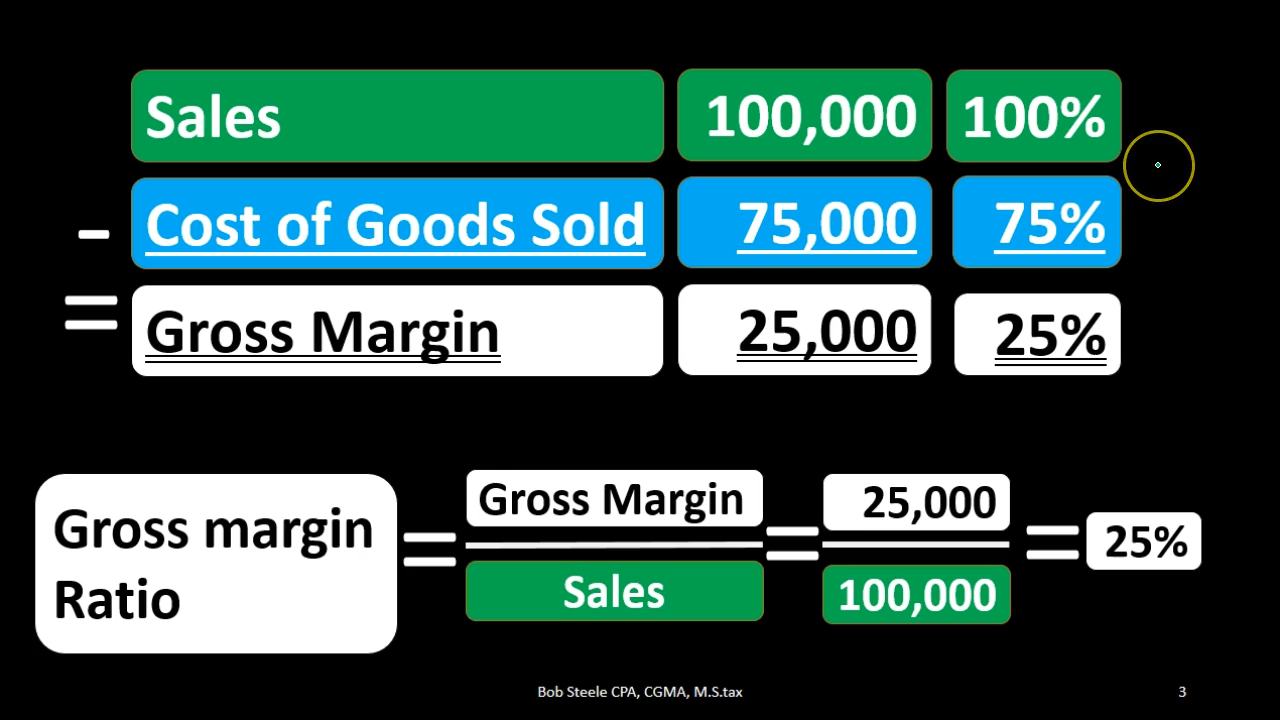 Sales 100,000 100%
- Cost of Goods Sold 75,000 75%
= Gross Margin 25,000 25%
Gross margin
Ratio
= Gross Margin = 25,000 = 25%
Sales 100,000
Bob Steele CPA, CGMA, M.S.tax 3